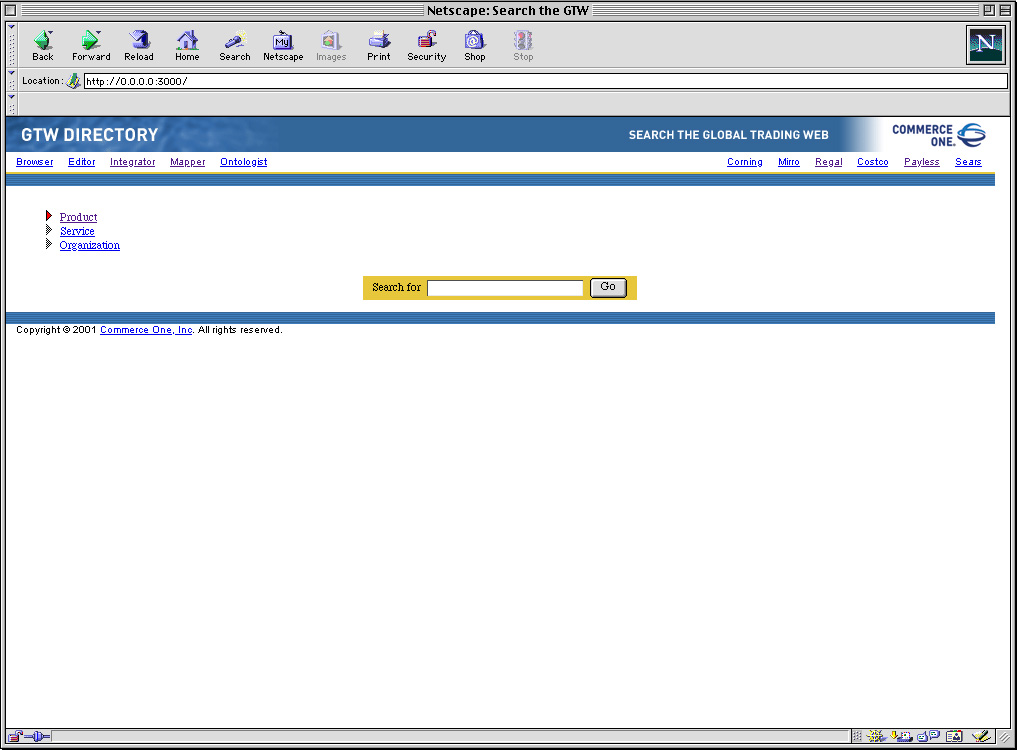 Netscape: Search the GTW
Back Forward Reload Home Search Netscape Images Print Security Shop Stop
My
N
Location: http://0.0.0.0:3000/
GTW DIRECTORY SEARCH THE GLOBAL TRADING WEB COMMERCE
ONE.
Browser Editor Integrator Mapper Ontologist Corning Mirro Regal Costco Payless Sears
Product
Service
Organization
Search for Go
Copyright © 2001 Commerce One, Inc. All rights reserved.